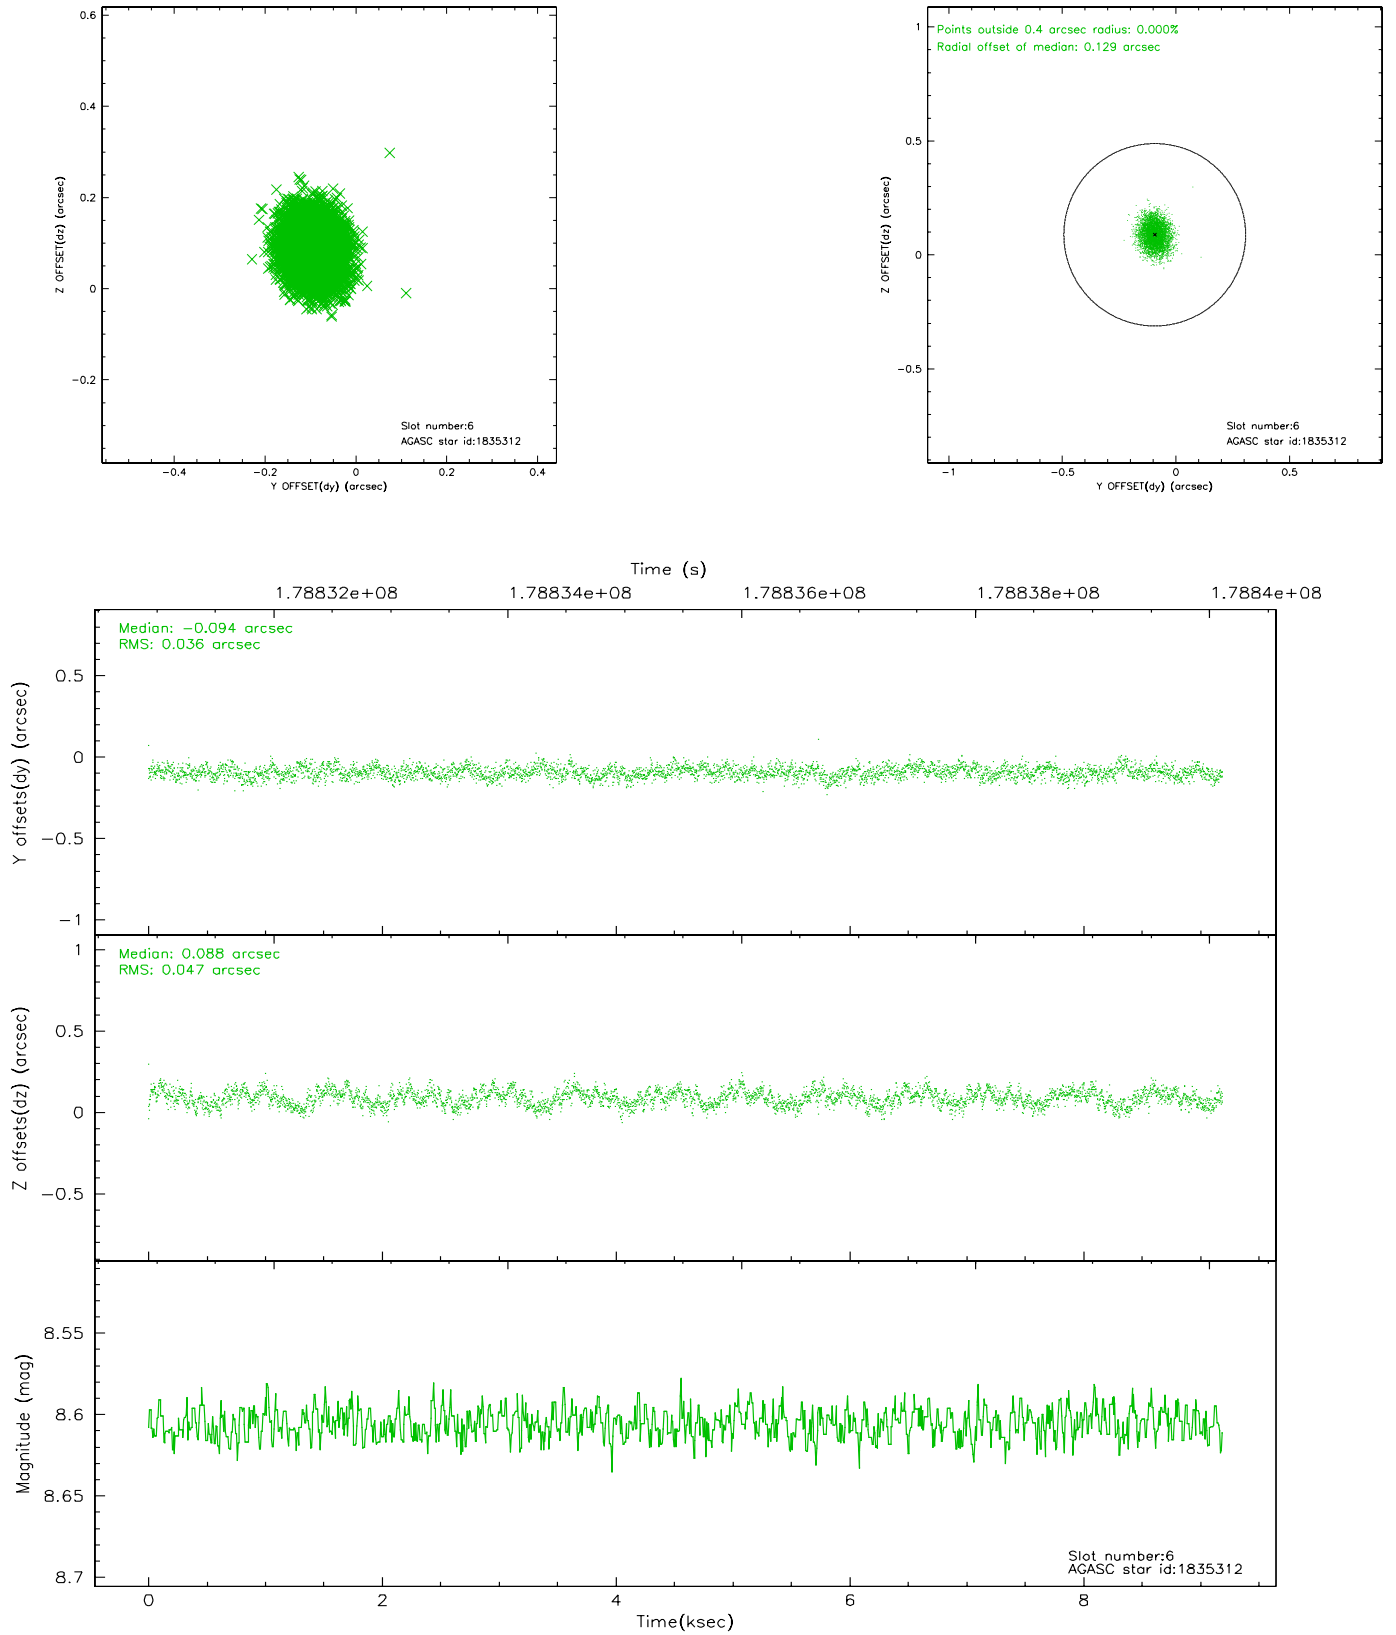 0.6
0.4
0.2
0
−0.2
Z OFFSET(dz) (arcsec)
Slot number:6
AGASC star id:1835312
−0.4 −0.2 0 0.2 0.4
Y OFFSET(dy) (arcsec)
Points outside 0.4 arcsec radius: 0.000%
Radial offset of median: 0.129 arcsec
1
0.5
0
−0.5
Z OFFSET(dz) (arcsec)
Slot number:6
AGASC star id:1835312
−1 −0.5 0 0.5
Y OFFSET(dy) (arcsec)
Time (s)
1.78832e+08 1.78834e+08 1.78836e+08 1.78838e+08 1.7884e+08
Median: −0.094 arcsec
RMS: 0.036 arcsec
0.5
0
−0.5
−1
Y offsets(dy) (arcsec)
Median: 0.088 arcsec
RMS: 0.047 arcsec
1
0.5
0
−0.5
Z offsets(dz) (arcsec)
8.55
8.6
8.65
8.7
Magnitude (mag)
Slot number:6
AGASC star id:1835312
0 2 4 6 8
Time(ksec)